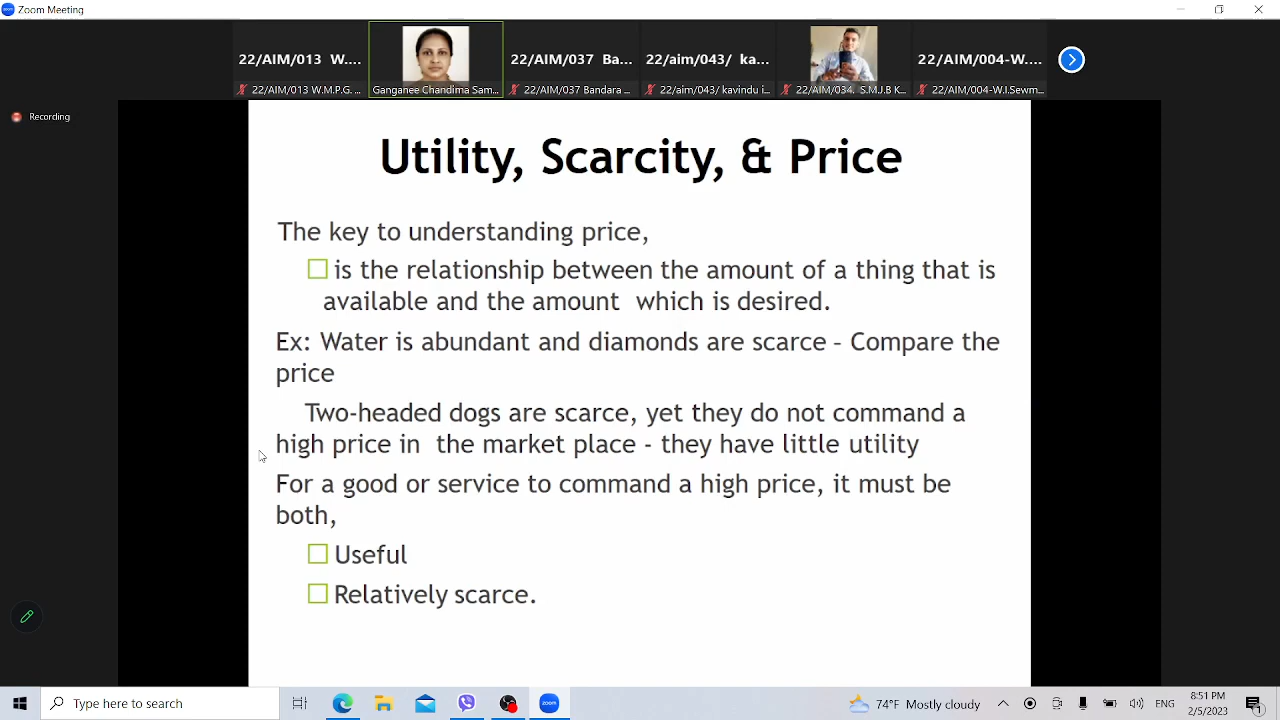 Zoom Meeting
22/AIM/013 W....
22/AIM/037 Ba...
22/aim/043/ ka...
22/AIM/004-W....
22/AIM/013 W.M.P.G. ...
Ganganee Chandima Sam...
22/AIM/037 Bandara ...
22/aim/043/ kavindu i...
22/AIM/034. S.M.J.B K...
22/AIM/004-W.I.Sewm...
Recording
Utility, Scarcity, & Price
The key to understanding price,
is the relationship between the amount of a thing that is
available and the amount which is desired.
Ex: Water is abundant and diamonds are scarce – Compare the
price
Two-headed dogs are scarce, yet they do not command a
high price in the market place - they have little utility
For a good or service to command a high price, it must be
both,
Useful
Relatively scarce.
Type here to search
zoom
74°F Mostly cloudy
ENG
8:51 PM
2/5/2023
1